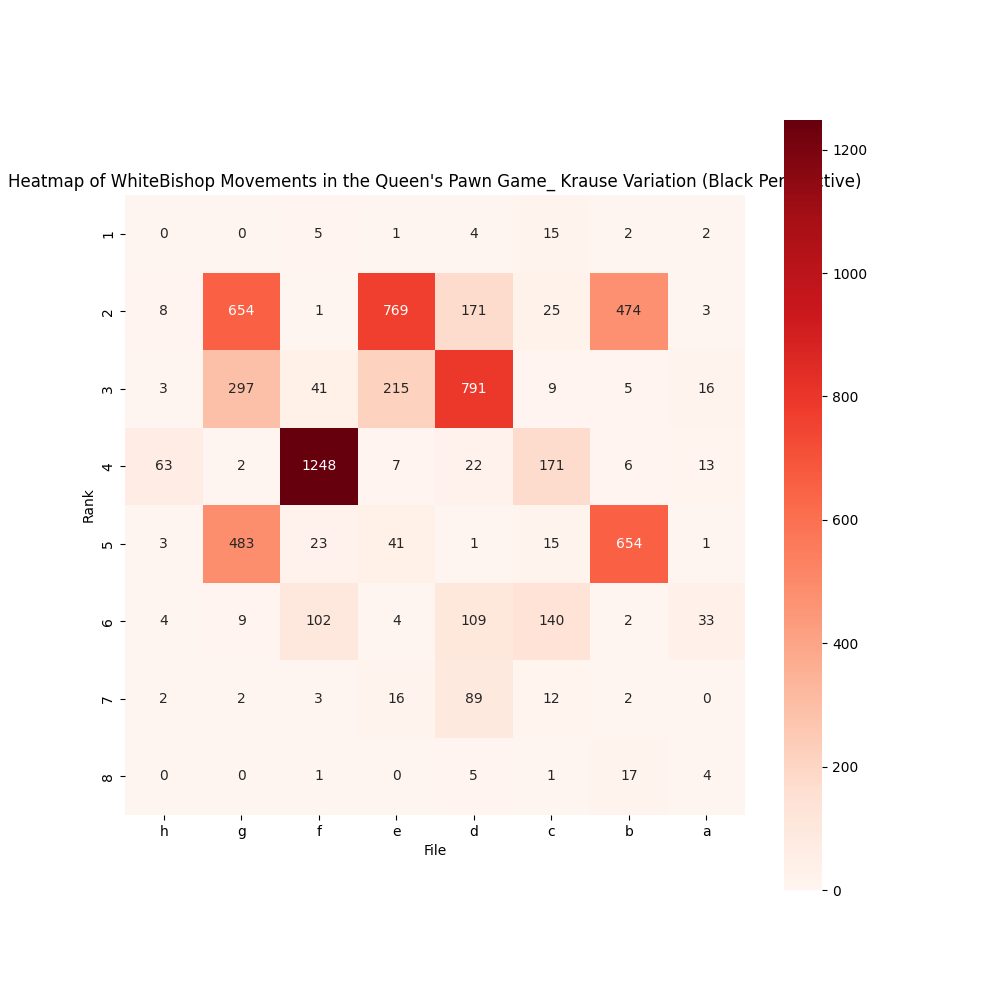 Heatmap of WhiteBishop Movements in the Queen's Pawn Game_ Krause Variation (Black Per ctive)
1 0 0 5 1 4 15 2 2
2 8 654 1 769 171 25 474 3
3 3 297 41 215 791 9 5 16
4 63 2 1248 7 22 171 6 13
5 3 483 23 41 1 15 654 1
6 4 9 102 4 109 140 2 33
7 2 2 3 16 89 12 2 0
8 0 0 1 0 5 1 17 4
h g f e d c b a
File
Rank
1200
1000
800
600
400
200
0